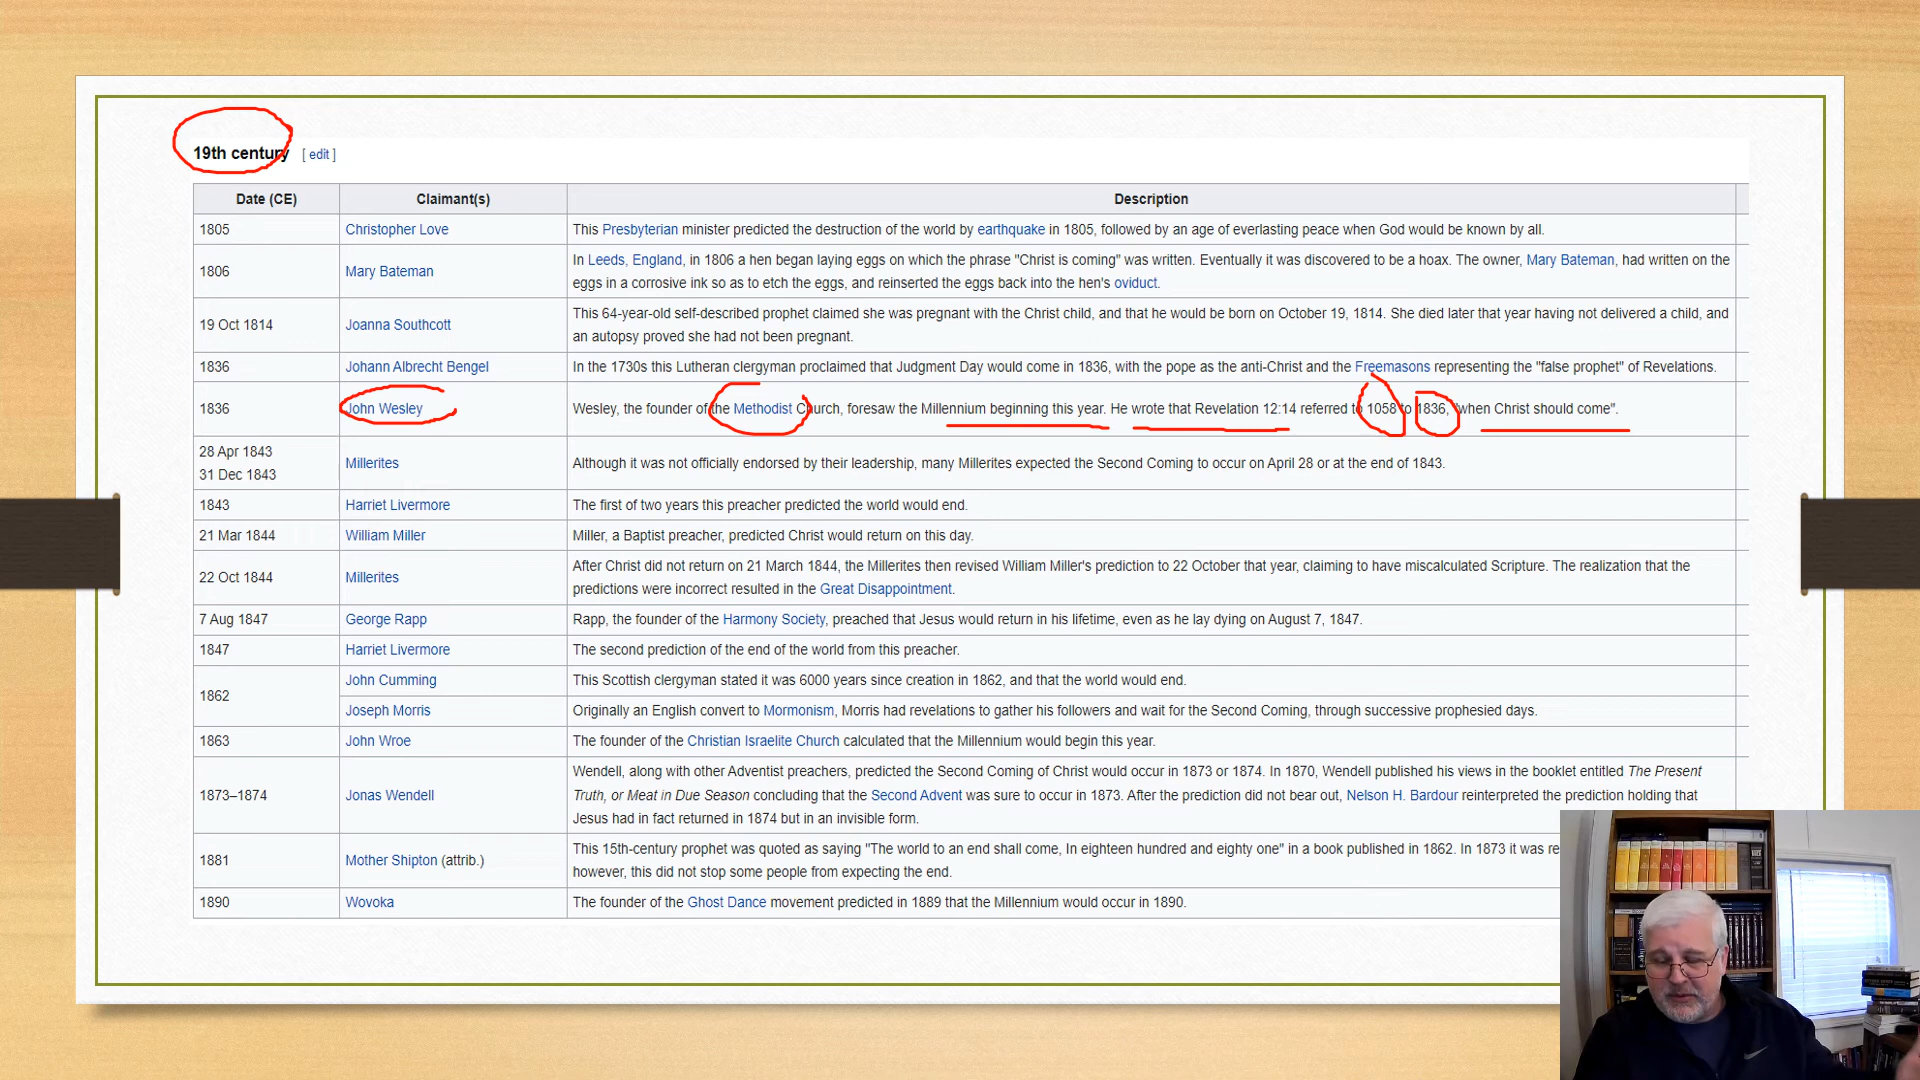 19th century [ edit ]
Date (CE) Claimant(s) Description
1805 Christopher Love This Presbyterian minister predicted the destruction of the world by earthquake in 1805, followed by an age of everlasting peace when God would be known by all.
1806 Mary Bateman In Leeds, England, in 1806 a hen began laying eggs on which the phrase "Christ is coming" was written. Eventually it was discovered to be a hoax. The owner, Mary Bateman, had written on the
eggs in a corrosive ink so as to etch the eggs, and reinserted the eggs back into the hen's oviduct.
19 Oct 1814 Joanna Southcott This 64-year-old self-described prophet claimed she was pregnant with the Christ child, and that he would be born on October 19, 1814. She died later that year having not delivered a child, and
an autopsy proved she had not been pregnant.
1836 Johann Albrecht Bengel In the 1730s this Lutheran clergyman proclaimed that Judgment Day would come in 1836, with the pope as the anti-Christ and the Freemasons representing the "false prophet" of Revelations.
1836 John Wesley Wesley, the founder of the Methodist Church, foresaw the Millennium beginning this year. He wrote that Revelation 12:14 referred to 1058 to 1836, "when Christ should come".
28 Apr 1843
31 Dec 1843 Millerites Although it was not officially endorsed by their leadership, many Millerites expected the Second Coming to occur on April 28 or at the end of 1843.
1843 Harriet Livermore The first of two years this preacher predicted the world would end.
21 Mar 1844 William Miller Miller, a Baptist preacher, predicted Christ would return on this day.
22 Oct 1844 Millerites After Christ did not return on 21 March 1844, the Millerites then revised William Miller's prediction to 22 October that year, claiming to have miscalculated Scripture. The realization that the
predictions were incorrect resulted in the Great Disappointment.
7 Aug 1847 George Rapp Rapp, the founder of the Harmony Society, preached that Jesus would return in his lifetime, even as he lay dying on August 7, 1847.
1847 Harriet Livermore The second prediction of the end of the world from this preacher.
1862 John Cumming This Scottish clergyman stated it was 6000 years since creation in 1862, and that the world would end.
Joseph Morris Originally an English convert to Mormonism, Morris had revelations to gather his followers and wait for the Second Coming, through successive prophesied days.
1863 John Wroe The founder of the Christian Israelite Church calculated that the Millennium would begin this year.
1873–1874 Jonas Wendell Wendell, along with other Adventist preachers, predicted the Second Coming of Christ would occur in 1873 or 1874. In 1870, Wendell published his views in the booklet entitled The Present
Truth, or Meat in Due Season concluding that the Second Advent was sure to occur in 1873. After the prediction did not bear out, Nelson H. Bardour reinterpreted the prediction holding that
Jesus had in fact returned in 1874 but in an invisible form.
1881 Mother Shipton (attrib.) This 15th-century prophet was quoted as saying "The world to an end shall come, In eighteen hundred and eighty one" in a book published in 1862. In 1873 it was re
however, this did not stop some people from expecting the end.
1890 Wovoka The founder of the Ghost Dance movement predicted in 1889 that the Millennium would occur in 1890.